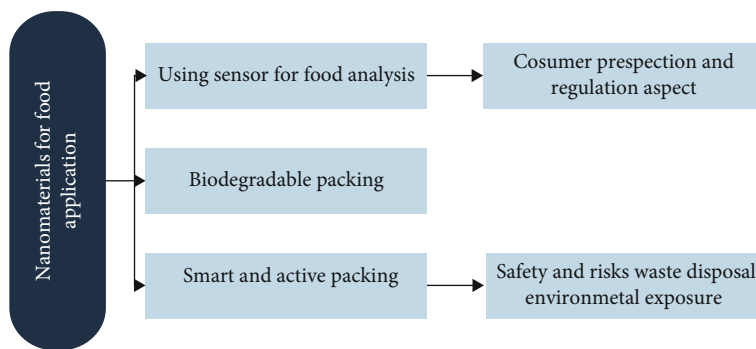 Nanomaterials for food
application
Using sensor for food analysis
Cosumer prespection and
regulation aspect
Biodegradable packing
Smart and active packing
Safety and risks waste disposal
environmetal exposure